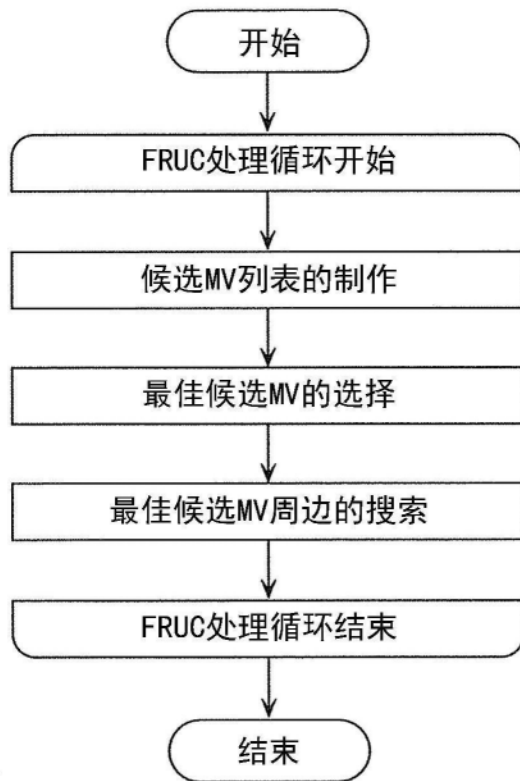 开始
FRUC处理循环开始
候选MV列表的制作
最佳候选MV的选择
最佳候选MV周边的搜索
FRUC处理循环结束
结束